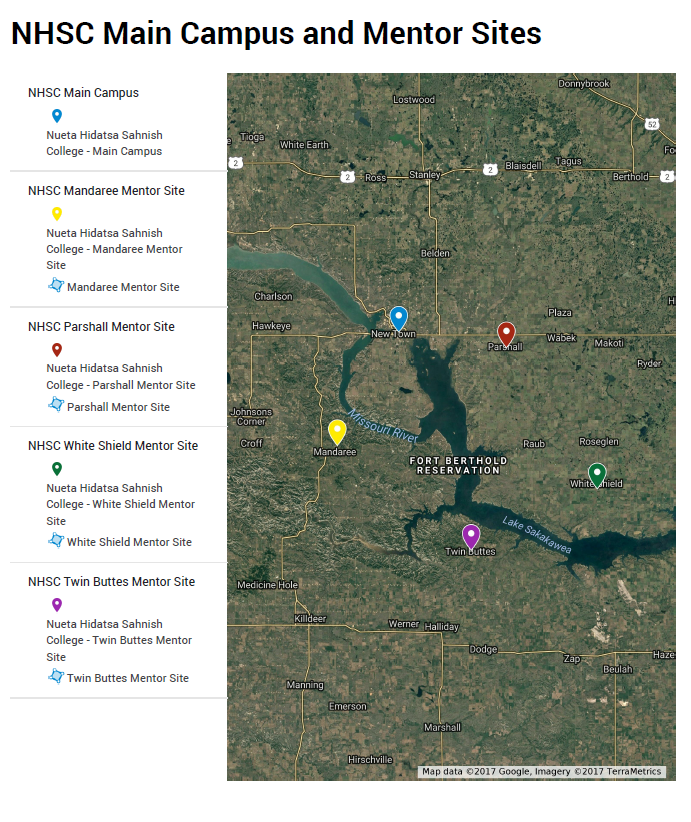 NHSC Main Campus and Mentor Sites
NHSC Main Campus
Nueta Hidatsa Sahnish
College - Main Campus
NHSC Mandaree Mentor Site
Nueta Hidatsa Sahnish
College - Mandaree Mentor
Site
Mandaree Mentor Site
NHSC Parshall Mentor Site
Nueta Hidatsa Sahnish
College - Parshall Mentor Site
Parshall Mentor Site
NHSC White Shield Mentor Site
Nueta Hidatsa Sahnish
College - White Shield Mentor
Site
White Shield Mentor Site
NHSC Twin Buttes Mentor Site
Nueta Hidatsa Sahnish
College - Twin Buttes Mentor
Site
Twin Buttes Mentor Site
Donnybrook
Lostwood
52
Tioga
White Earth
2
Ross
2
Stanley
2
Blaisdell
Tagus
Berthold
2
Belden
Charlson
Hawkeye
New Town
Parshall
Plaza
Wabek
Makoti
Ryder
Johnsons
Corner
Croff
Missouri River
Mandaree
FORT BERTHOLD
RESERVATION
Raub
Roseglen
White Shield
Lake Sakakawea
Twin Buttes
Medicine Hole
Killdeer
Werner
Halliday
Dodge
Zap
Beulah
Haze
Manning
Emerson
Marshall
Hirschville
Map data ©2017 Google, Imagery ©2017 TerraMetrics